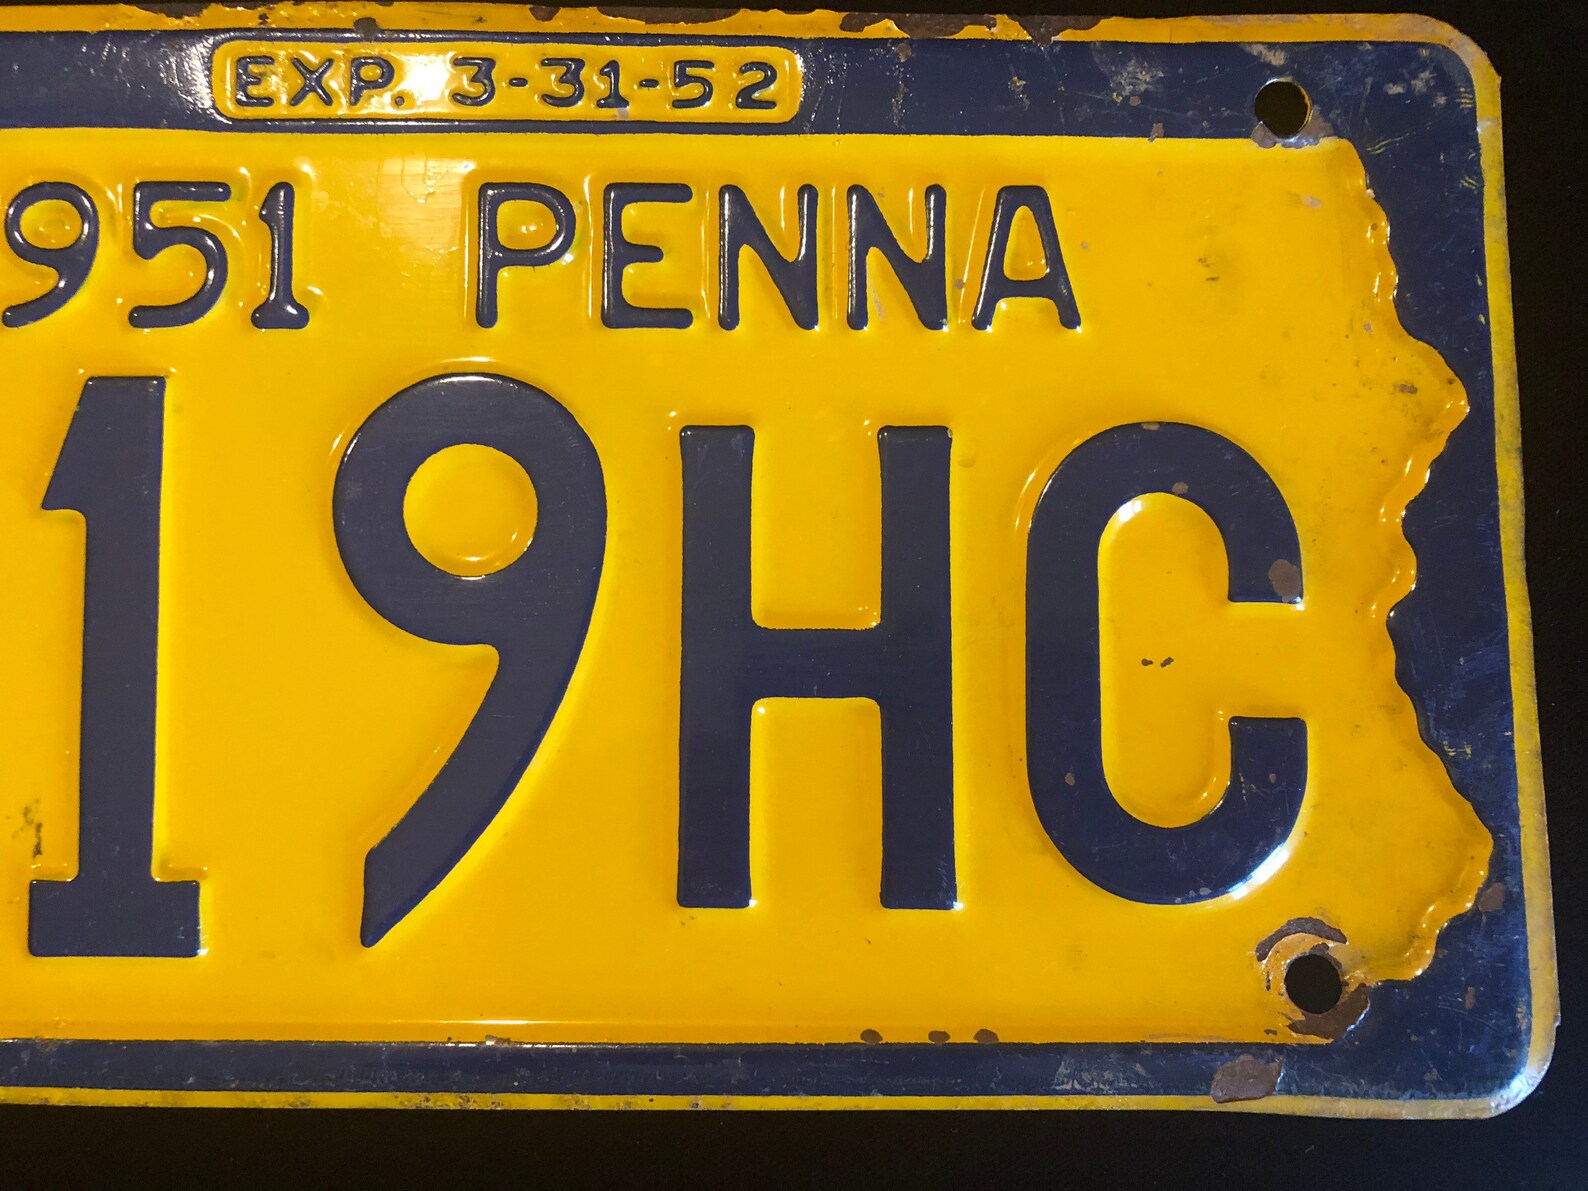 EXP. 3-31-52
951 PENNA
19HC